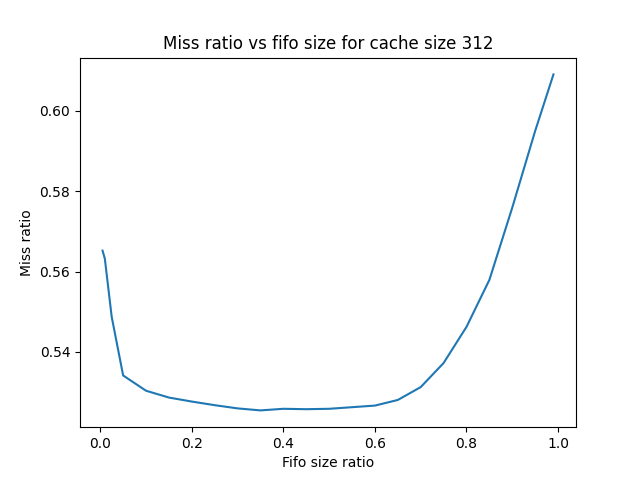 Miss ratio vs fifo size for cache size 312
0.60
0.58
0.56
0.54
Miss ratio
0.0 0.2 0.4 0.6 0.8 1.0
Fifo size ratio